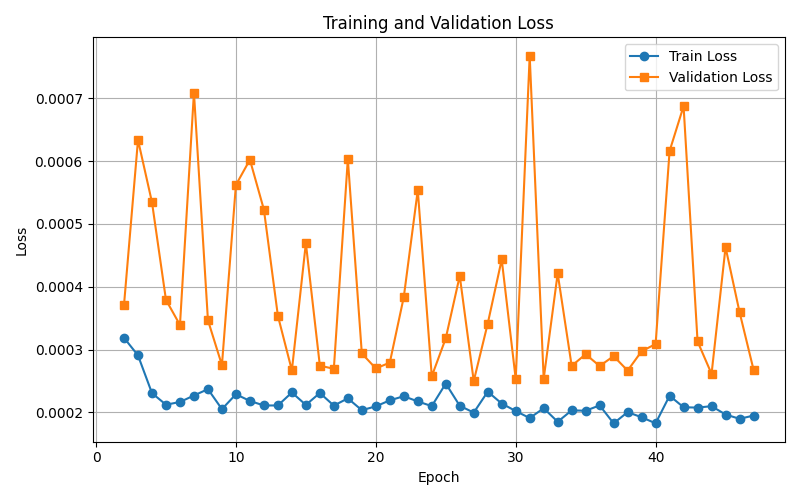 Training and Validation Loss
Train Loss
Validation Loss
0.0007
0.0006
0.0005
0.0004
0.0003
0.0002
Loss
0 10 20 30 40
Epoch